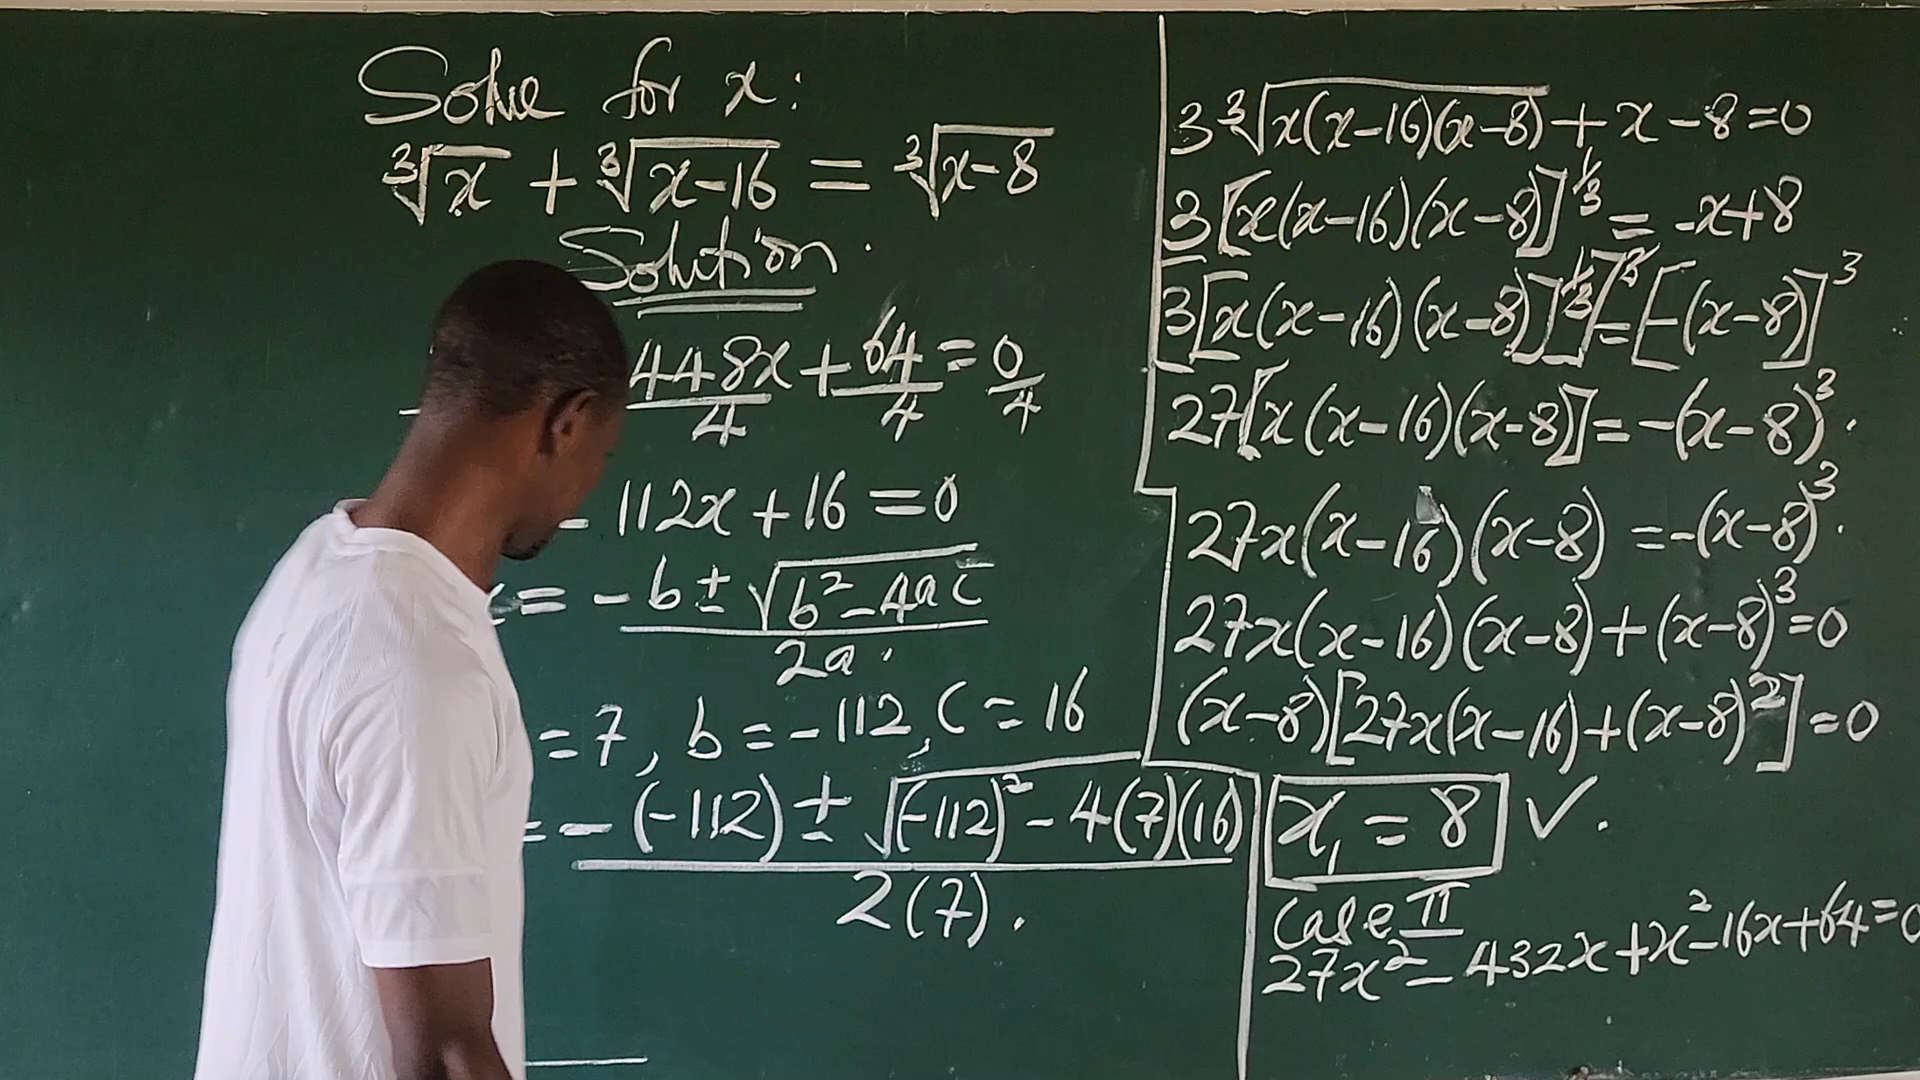 Solve for x:
∛x + ∛(x-16) = ∛(x-8)
Solution.
448x/4 + 64/4 = 0/4
- 112x + 16 = 0
x = (-b ± √(b² - 4ac))/2a.
= 7, b = -112, c = 16
= (-(-112) ± √((-112)² - 4(7)(16)))/2(7).
3∛(x(x-16)(x-8)) + x - 8 = 0
3[x(x-16)(x-8)]^(1/3) = -x+8
[3[x(x-16)(x-8)]^(1/3)]³ = [-(x-8)]³
27[x(x-16)(x-8)] = -(x-8)³.
27x(x-16)(x-8) = -(x-8)³.
27x(x-16)(x-8) + (x-8)³ = 0
(x-8)[27x(x-16) + (x-8)²] = 0
x₁ = 8 ✓.
Case II
27x² - 432x + x² - 16x + 64 = 0